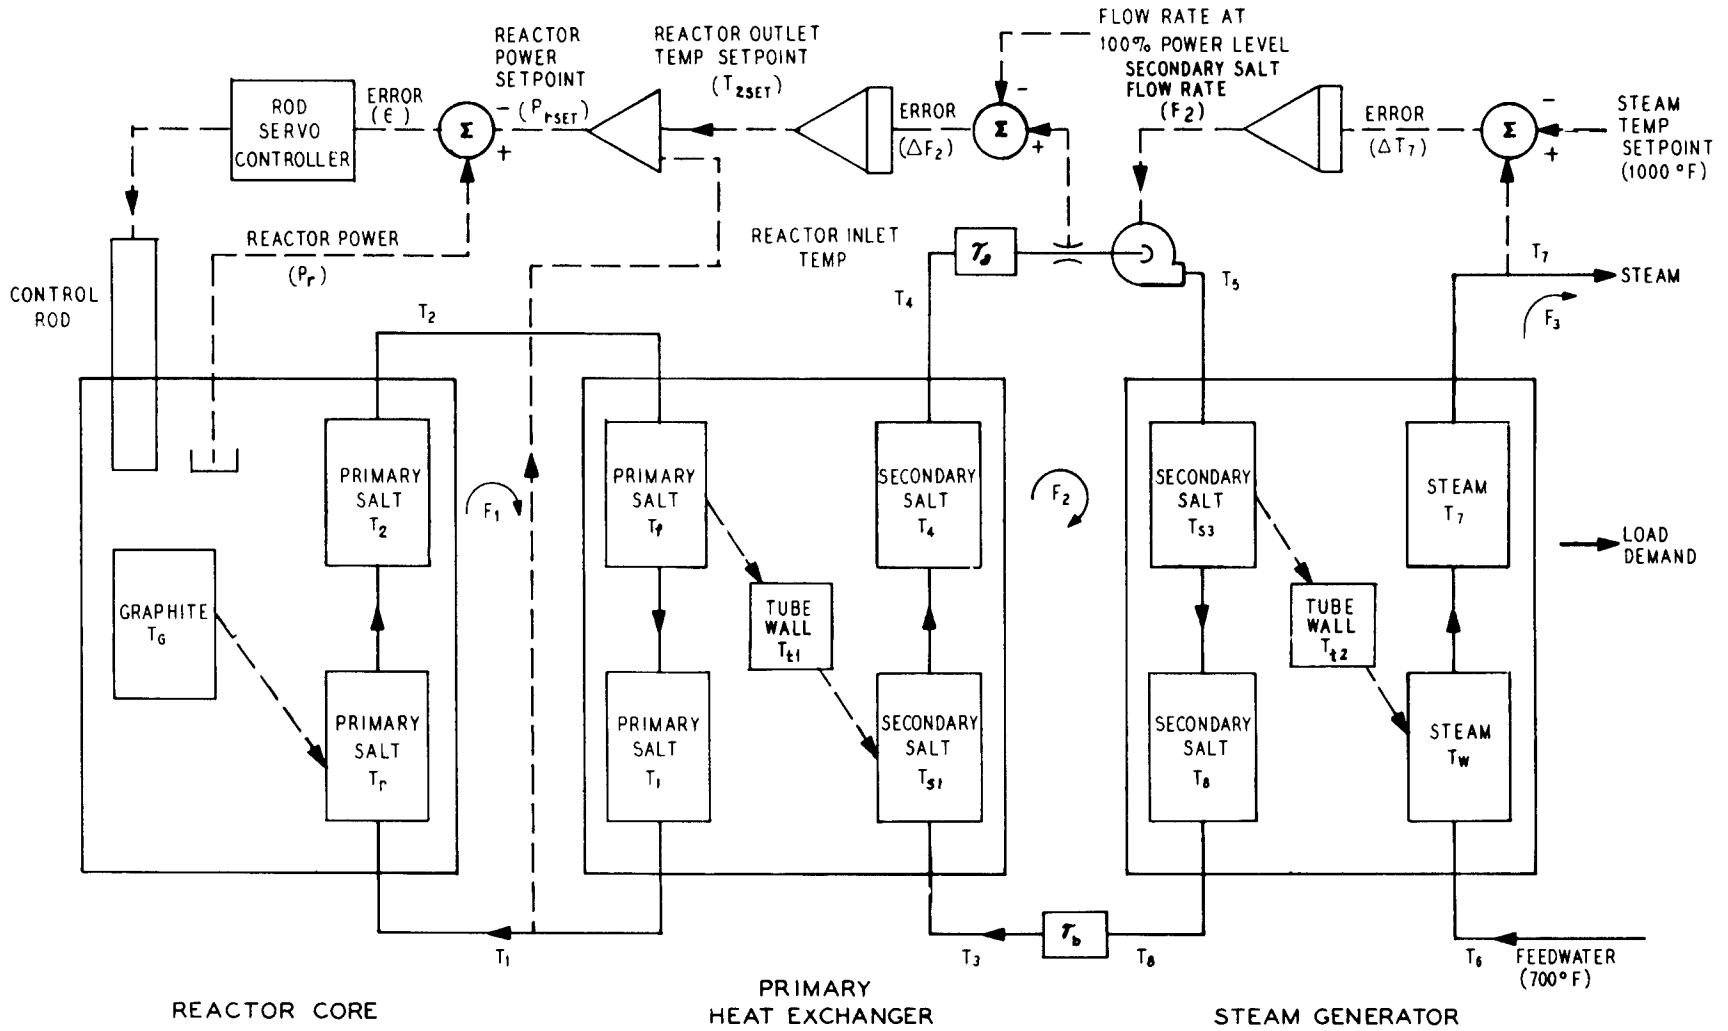 FLOW RATE AT
100% POWER LEVEL
SECONDARY SALT
FLOW RATE
(F2)
REACTOR
POWER
SETPOINT
(PrSET)
REACTOR OUTLET
TEMP SETPOINT
(T2SET)
ROD
SERVO
CONTROLLER
ERROR
(ϵ)
Σ
-
+
ERROR
(ΔF2)
Σ
-
+
ERROR
(ΔT7)
Σ
-
+
STEAM
TEMP
SETPOINT
(1000°F)
REACTOR POWER
(Pr)
REACTOR INLET
TEMP
CONTROL
ROD
T2
T4
τa
T5
T7
STEAM
F3
PRIMARY
SALT
T2
F1
PRIMARY
SALT
Tp
SECONDARY
SALT
T4
F2
SECONDARY
SALT
TS3
STEAM
T7
LOAD
DEMAND
GRAPHITE
TG
TUBE
WALL
Tt1
TUBE
WALL
Tt2
PRIMARY
SALT
Tr
PRIMARY
SALT
T1
SECONDARY
SALT
TS1
SECONDARY
SALT
T8
STEAM
TW
T1
T3
τb
T8
T6
FEEDWATER
(700°F)
REACTOR CORE
PRIMARY
HEAT EXCHANGER
STEAM GENERATOR